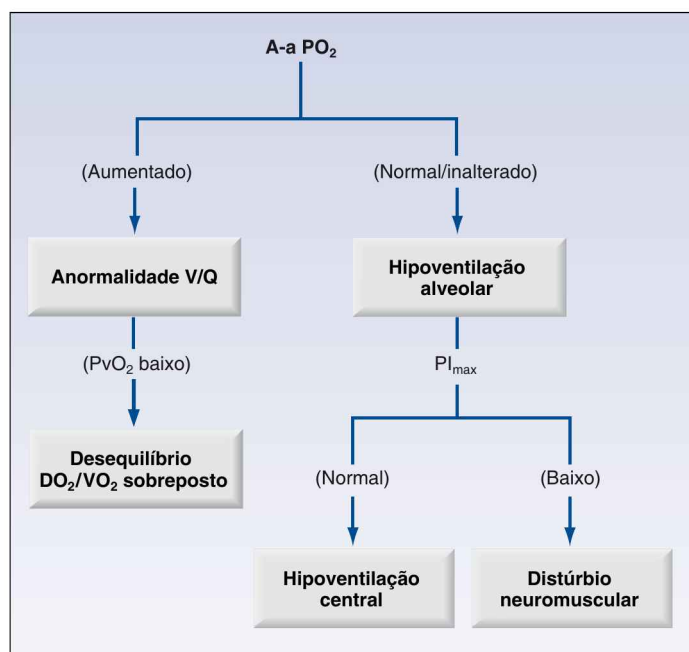 A-a PO₂
(Aumentado)
(Normal/inalterado)
Anormalidade V/Q
Hipoventilação
alveolar
(PvO₂ baixo)
PImax
Desequilíbrio
DO₂/VO₂ sobreposto
(Normal)
(Baixo)
Hipoventilação
central
Distúrbio
neuromuscular